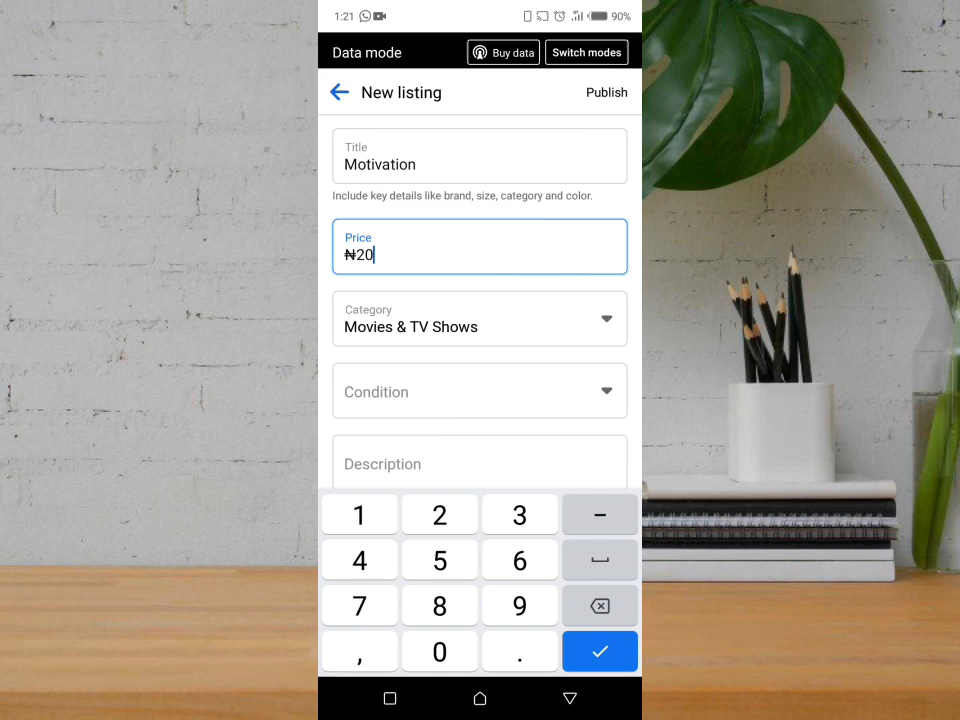 1:21 90%
Data mode Buy data Switch modes
New listing Publish
Title
Motivation
Include key details like brand, size, category and color.
Price
₦20
Category
Movies & TV Shows
Condition
Description
1 2 3 –
4 5 6
7 8 9
, 0 .